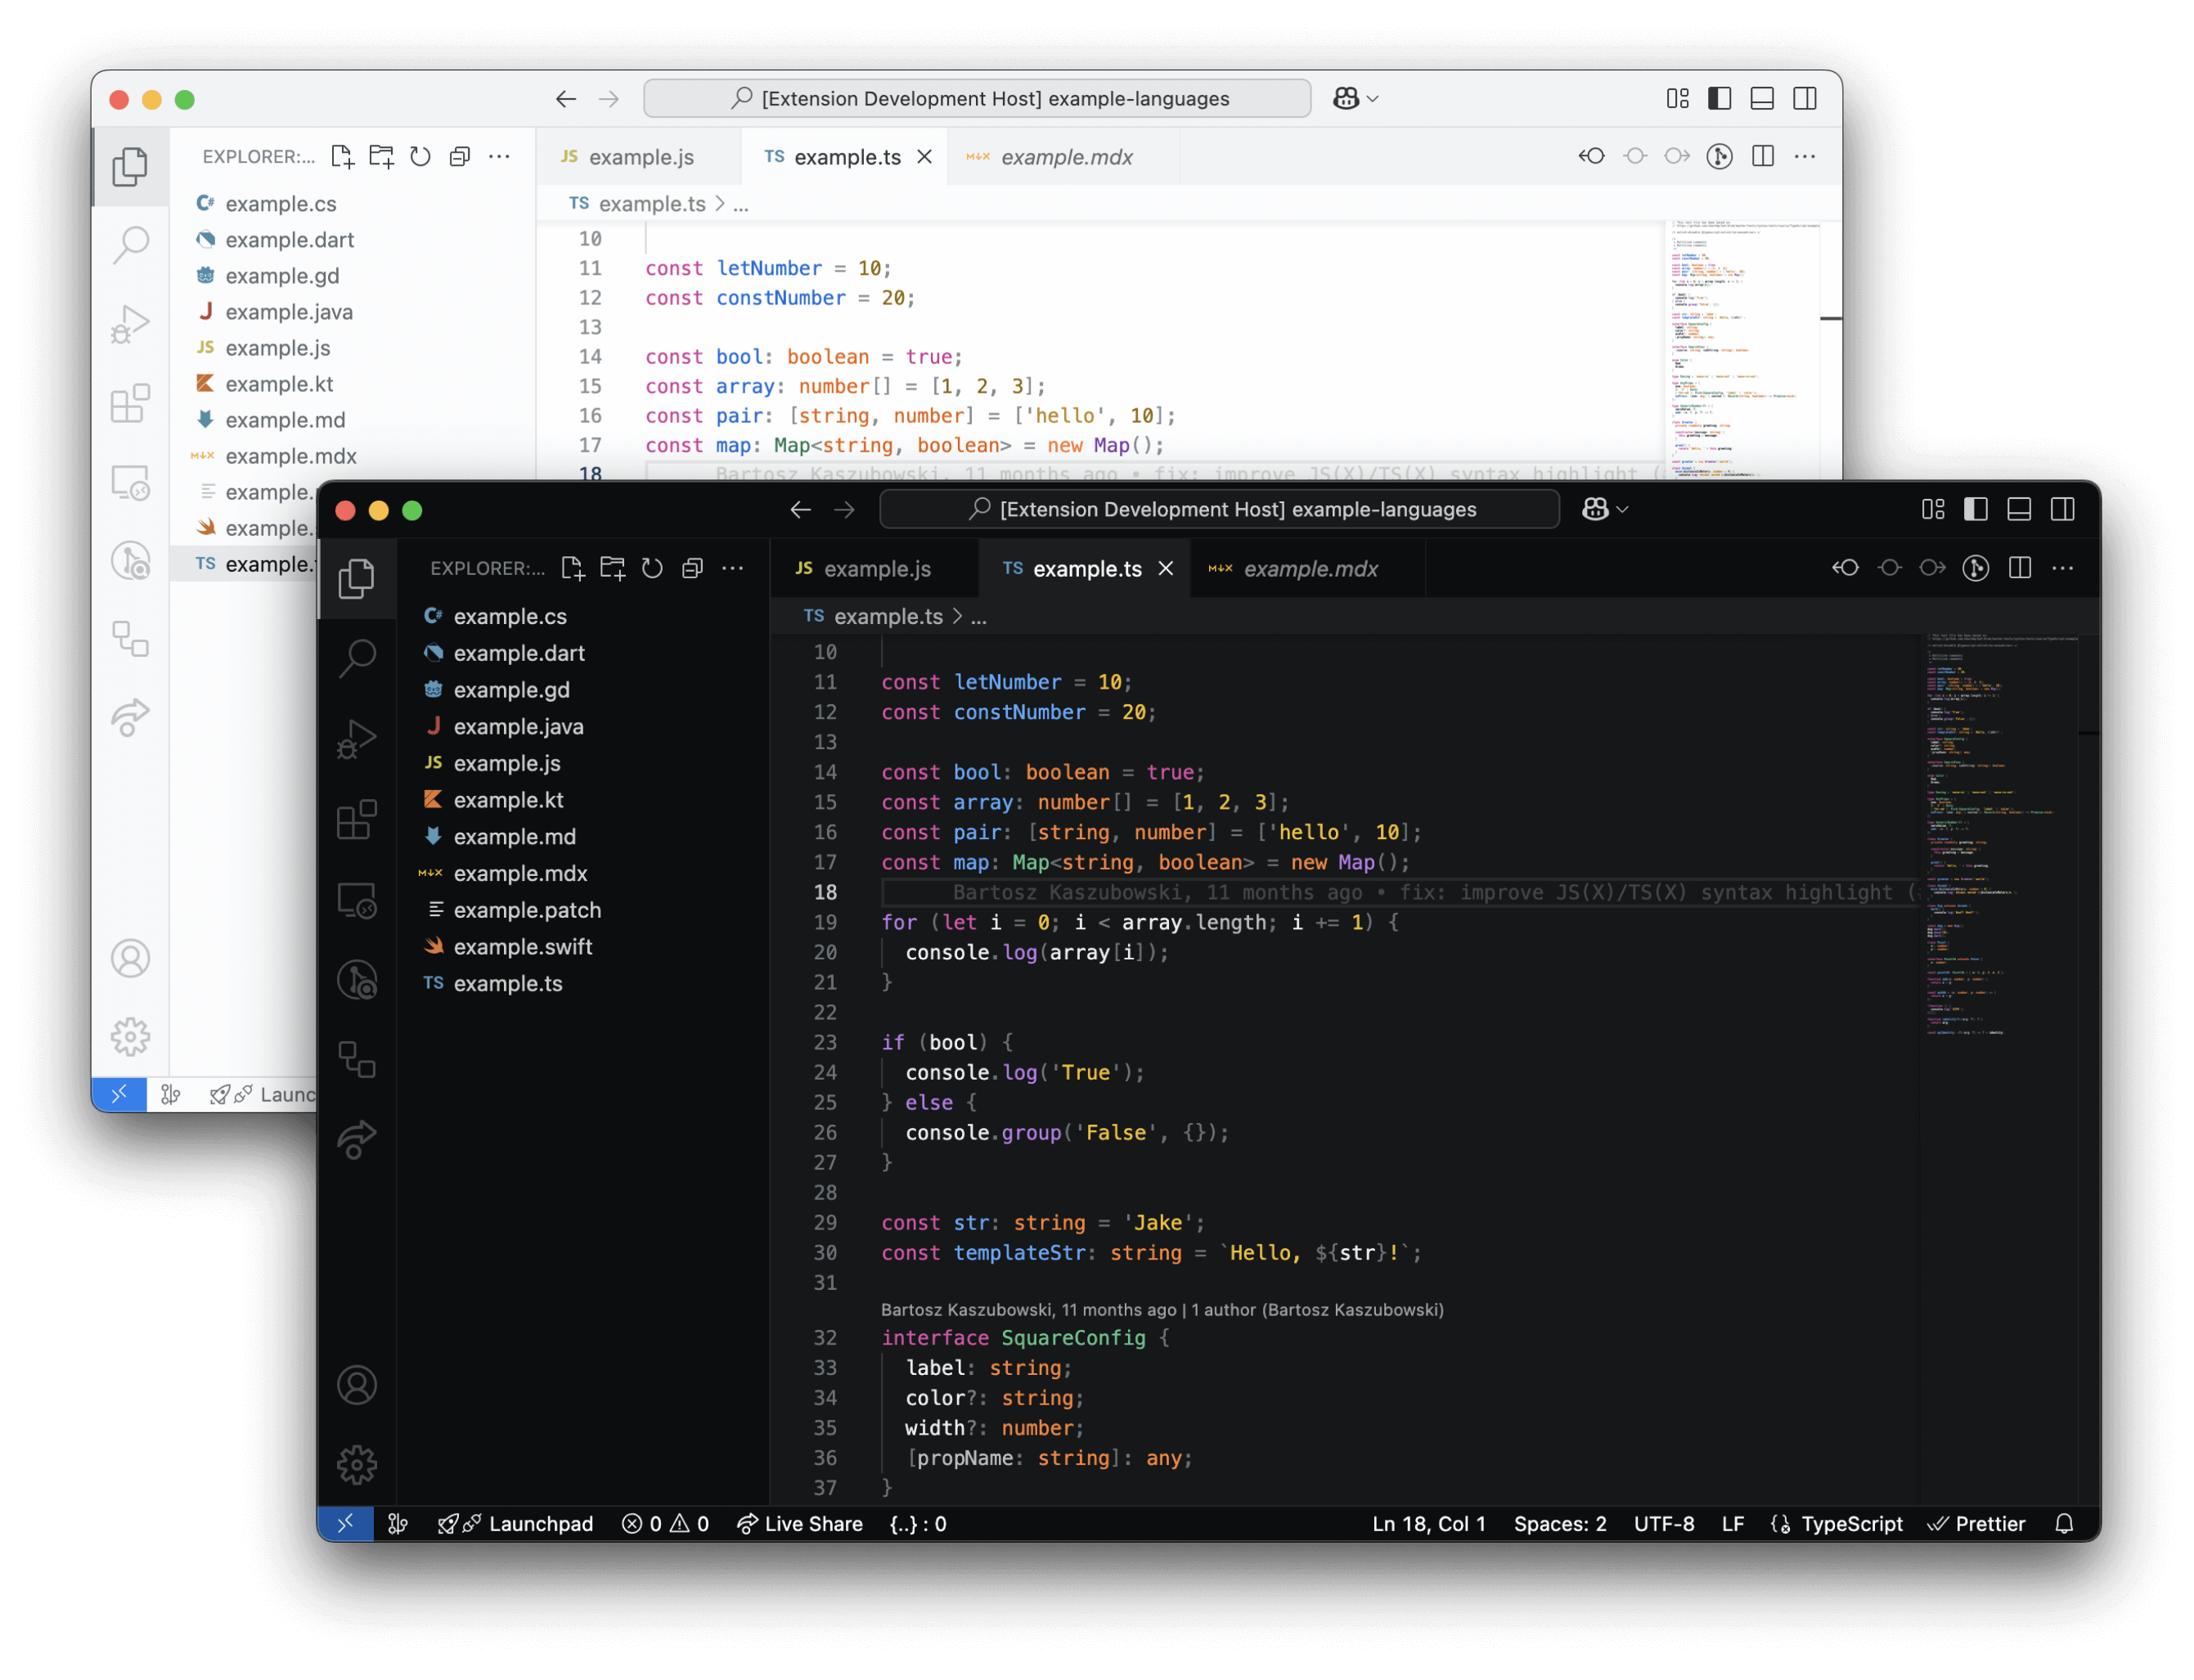 [Extension Development Host] example-languages
EXPLORER:...
JS example.js
TS example.ts
M↓X example.mdx
TS example.ts > ...
C# example.cs
example.dart
example.gd
J example.java
JS example.js
example.kt
example.md
M↓X example.mdx
example.
example.
TS example.
10
11 const letNumber = 10;
12 const constNumber = 20;
13
14 const bool: boolean = true;
15 const array: number[] = [1, 2, 3];
16 const pair: [string, number] = ['hello', 10];
17 const map: Map<string, boolean> = new Map();
18 Bartosz Kaszubowski, 11 months ago • fix: improve JS(X)/TS(X) syntax highlight (
Launc
[Extension Development Host] example-languages
EXPLORER:...
JS example.js
TS example.ts
M↓X example.mdx
TS example.ts > ...
C# example.cs
example.dart
example.gd
J example.java
JS example.js
example.kt
example.md
M↓X example.mdx
example.patch
example.swift
TS example.ts
10
11 const letNumber = 10;
12 const constNumber = 20;
13
14 const bool: boolean = true;
15 const array: number[] = [1, 2, 3];
16 const pair: [string, number] = ['hello', 10];
17 const map: Map<string, boolean> = new Map();
18 Bartosz Kaszubowski, 11 months ago • fix: improve JS(X)/TS(X) syntax highlight (
19 for (let i = 0; i < array.length; i += 1) {
20 console.log(array[i]);
21 }
22
23 if (bool) {
24 console.log('True');
25 } else {
26 console.group('False', {});
27 }
28
29 const str: string = 'Jake';
30 const templateStr: string = `Hello, ${str}!`;
31
Bartosz Kaszubowski, 11 months ago | 1 author (Bartosz Kaszubowski)
32 interface SquareConfig {
33 label: string;
34 color?: string;
35 width?: number;
36 [propName: string]: any;
37 }
Launchpad 0 0 Live Share {..} : 0 Ln 18, Col 1 Spaces: 2 UTF-8 LF TypeScript Prettier